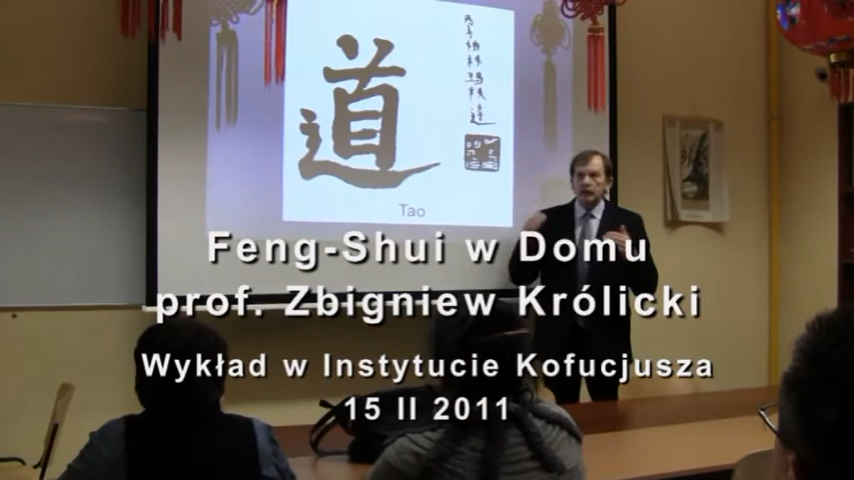 道
Tao
Feng-Shui w Domu
prof. Zbigniew Królicki
Wykład w Instytucie Kofucjusza
15 II 2011